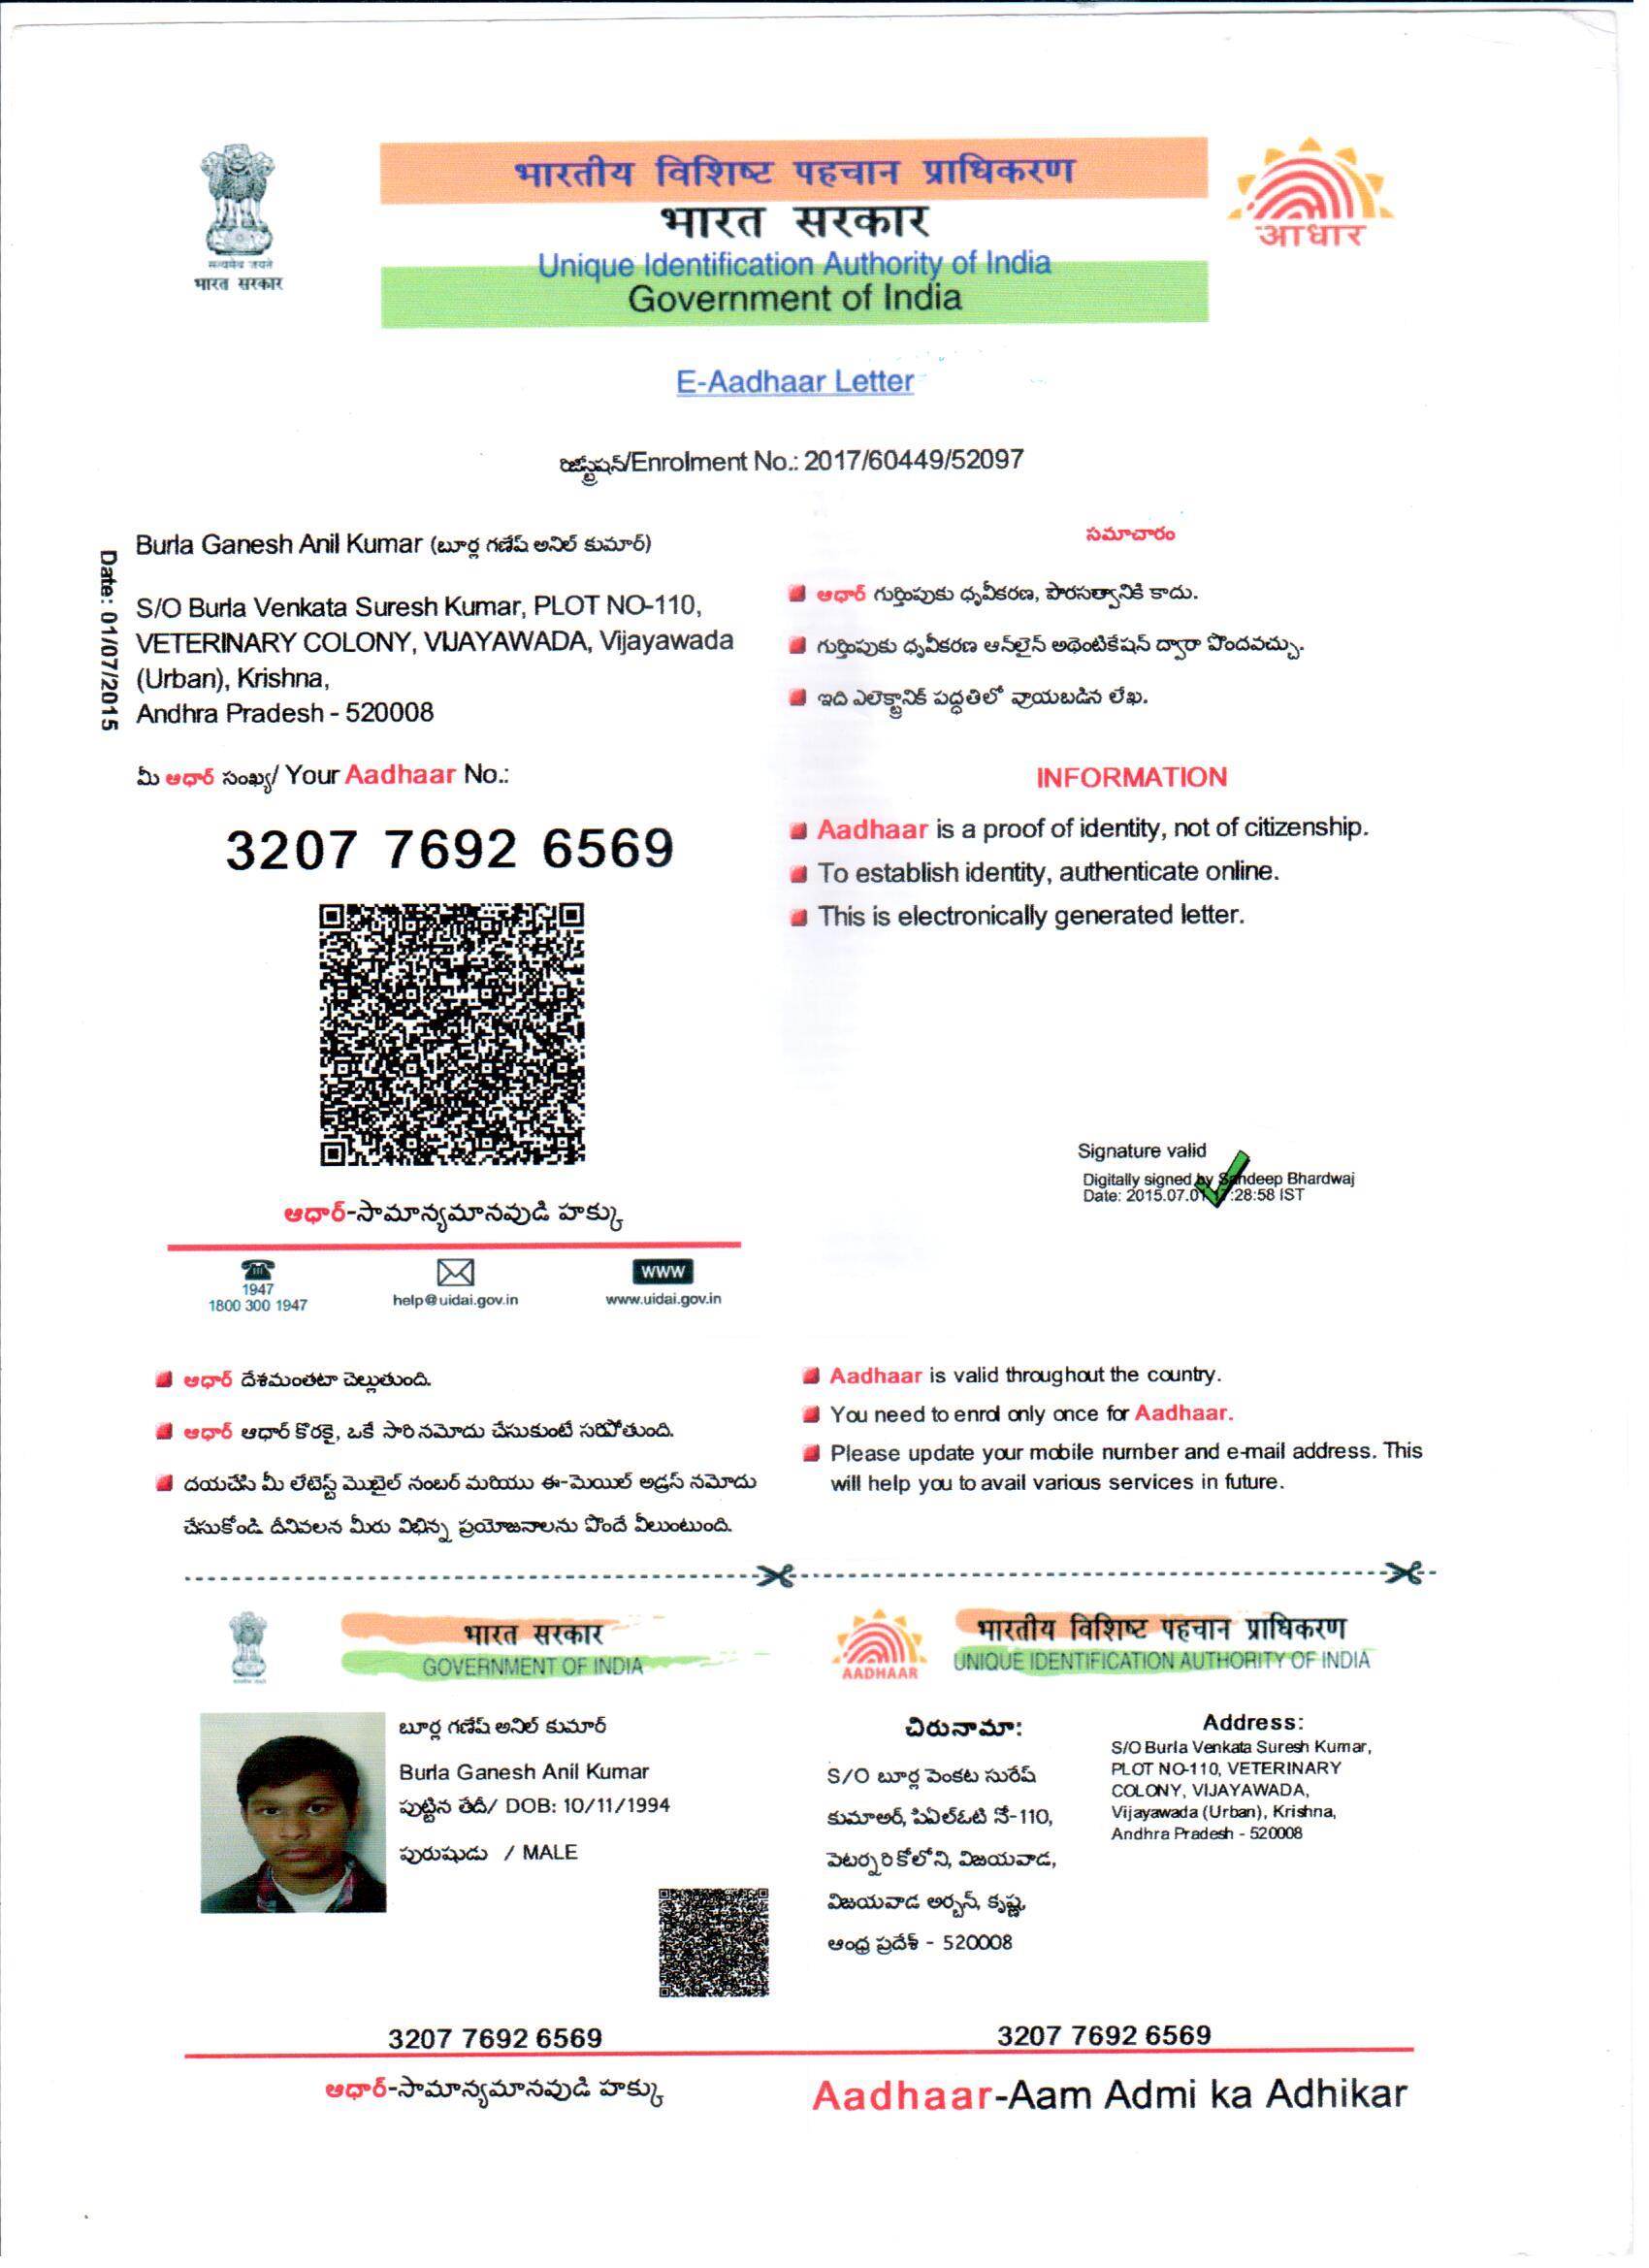 भारतीय विशिष्ट पहचान प्राधिकरण
भारत सरकार
Unique Identification Authority of India
Government of India
सत्यमेव जयते
भारत सरकार
आधार
E-Aadhaar Letter
రిజిస్ట్రేషన్/Enrolment No.: 2017/60449/52097
Date: 01/07/2015
Burla Ganesh Anil Kumar (బూర్ల గణేష్ అనిల్ కుమార్)
S/O Burla Venkata Suresh Kumar, PLOT NO-110,
VETERINARY COLONY, VIJAYAWADA, Vijayawada
(Urban), Krishna,
Andhra Pradesh - 520008
మీ ఆధార్ సంఖ్య/ Your Aadhaar No.:
3207 7692 6569
ఆధార్-సామాన్యమానవుడి హక్కు
1947
1800 300 1947
help@uidai.gov.in
WWW
www.uidai.gov.in
సమాచారం
ఆధార్ గుర్తింపుకు ధృవీకరణ, పౌరసత్వానికి కాదు.
గుర్తింపుకు ధృవీకరణ ఆన్‌లైన్ అథెంటికేషన్ ద్వారా పొందవచ్చు.
ఇది ఎలెక్ట్రానిక్ పద్ధతిలో వ్రాయబడిన లేఖ.
INFORMATION
Aadhaar is a proof of identity, not of citizenship.
To establish identity, authenticate online.
This is electronically generated letter.
Signature valid
Digitally signed by Sandeep Bhardwaj
Date: 2015.07.01 :28:58 IST
ఆధార్ దేశమంతటా చెల్లుతుంది.
ఆధార్ ఆధార్ కొరకై, ఒకే సారి నమోదు చేసుకుంటే సరిపోతుంది.
దయచేసి మీ లేటెస్ట్ మొబైల్ నంబర్ మరియు ఈ-మెయిల్ అడ్రస్ నమోదు
చేసుకోండి. దీనివలన మీరు విభిన్న ప్రయోజనాలను పొందే వీలుంటుంది.
Aadhaar is valid throughout the country.
You need to enrol only once for Aadhaar.
Please update your mobile number and e-mail address. This
will help you to avail various services in future.
भारत सरकार
GOVERNMENT OF INDIA
బూర్ల గణేష్ అనిల్ కుమార్
Burla Ganesh Anil Kumar
పుట్టిన తేదీ/ DOB: 10/11/1994
పురుషుడు / MALE
3207 7692 6569
ఆధార్-సామాన్యమానవుడి హక్కు
AADHAAR
भारतीय विशिष्ट पहचान प्राधिकरण
UNIQUE IDENTIFICATION AUTHORITY OF INDIA
చిరునామా:
S/O బూర్ల వెంకట సురేష్
కుమాఅర్, పిఏల్ఓటి నో-110,
వెటర్నరి కోలోని, విజయవాడ,
విజయవాడ అర్బన్, కృష్ణ,
ఆంధ్ర ప్రదేశ్ - 520008
Address:
S/O Burla Venkata Suresh Kumar,
PLOT NO-110, VETERINARY
COLONY, VIJAYAWADA,
Vijayawada (Urban), Krishna,
Andhra Pradesh - 520008
3207 7692 6569
Aadhaar-Aam Admi ka Adhikar